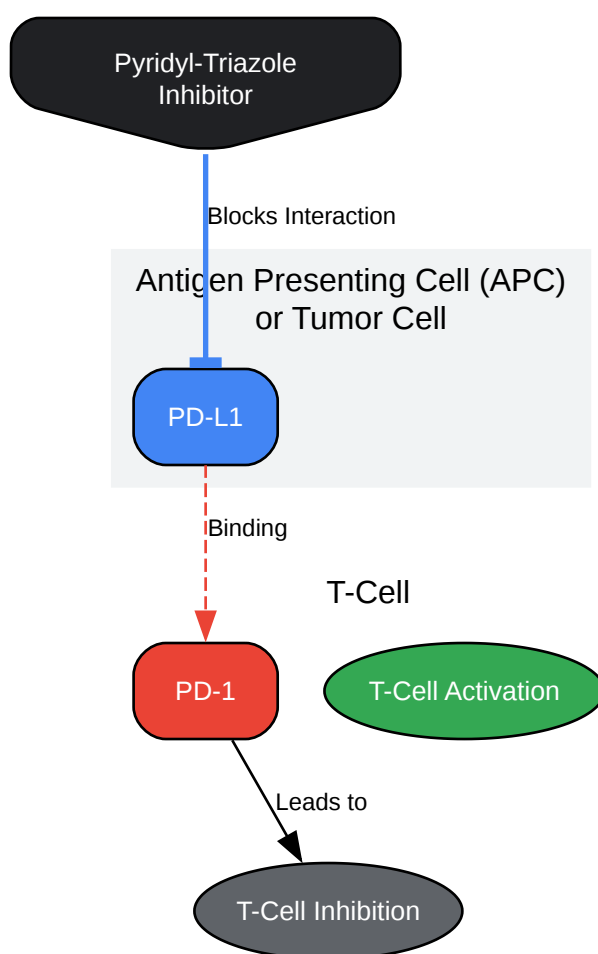 Pyridyl-Triazole
Inhibitor
Blocks Interaction
Antigen Presenting Cell (APC)
or Tumor Cell
PD-L1
Binding
T-Cell
PD-1
T-Cell Activation
Leads to
T-Cell Inhibition